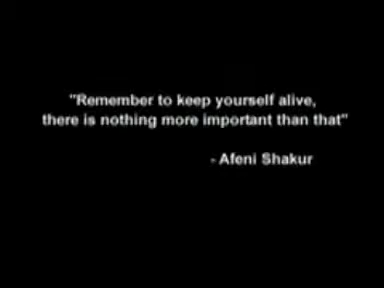 "Remember to keep yourself alive,
there is nothing more important than that"
- Afeni Shakur